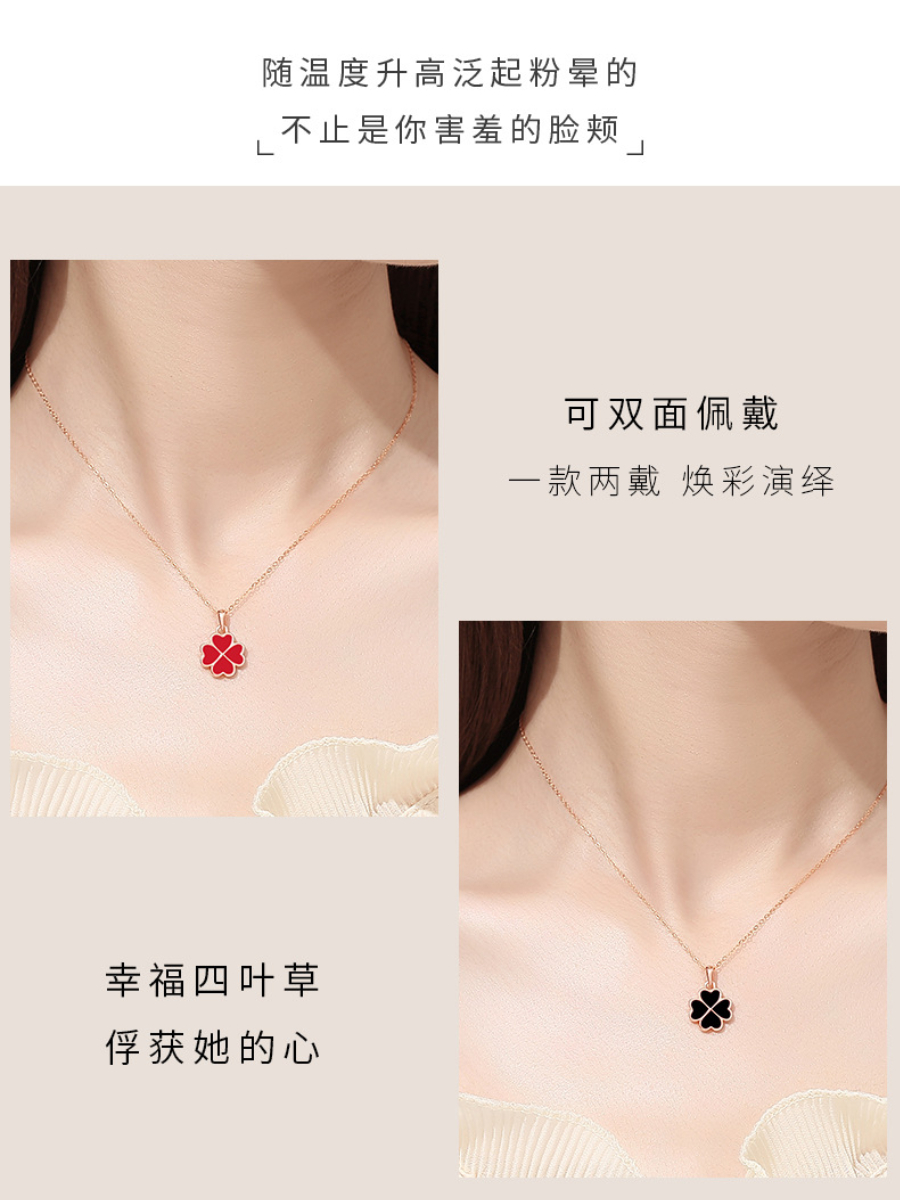 随温度升高泛起粉晕的
不止是你害羞的脸颊
可双面佩戴
一款两戴 焕彩演绎
幸福四叶草
俘获她的心